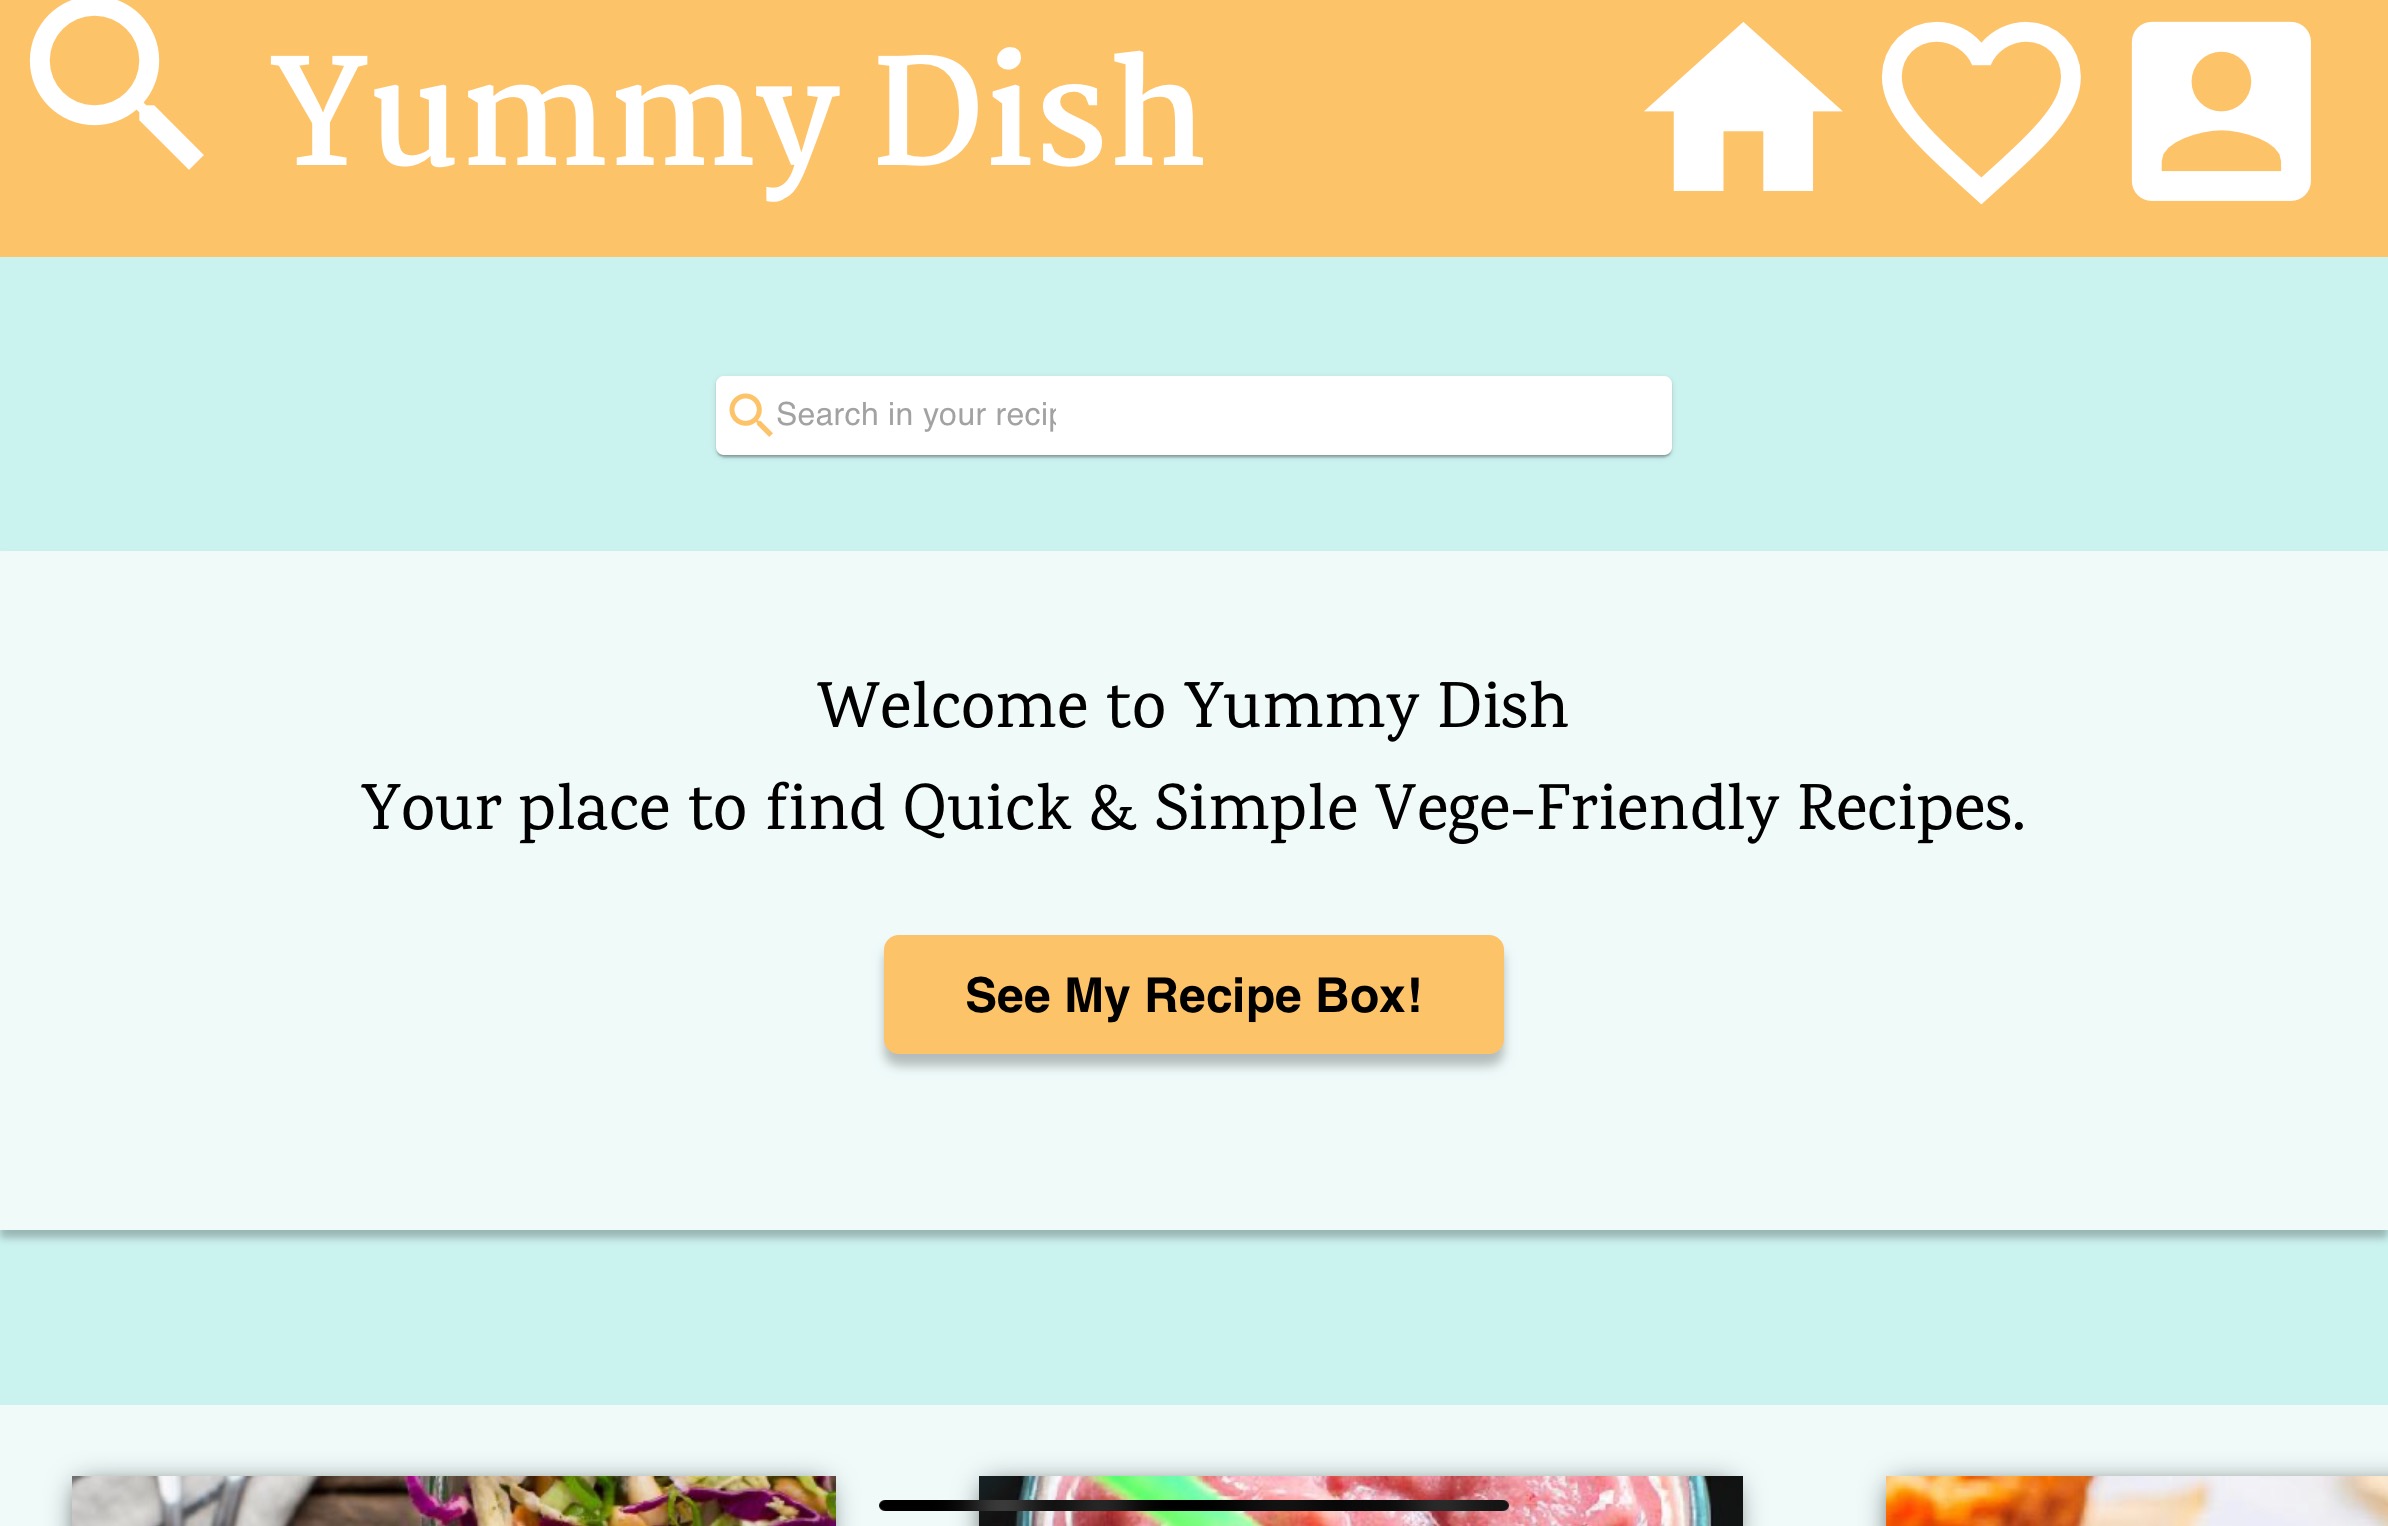 Yummy Dish
Search in your recip
Welcome to Yummy Dish
Your place to find Quick & Simple Vege-Friendly Recipes.
See My Recipe Box!